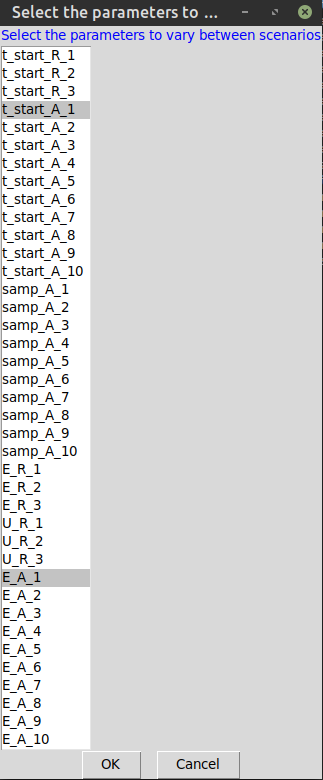 Select the parameters to ...
Select the parameters to vary between scenarios
t_start_R_1
t_start_R_2
t_start_R_3
t_start_A_1
t_start_A_2
t_start_A_3
t_start_A_4
t_start_A_5
t_start_A_6
t_start_A_7
t_start_A_8
t_start_A_9
t_start_A_10
samp_A_1
samp_A_2
samp_A_3
samp_A_4
samp_A_5
samp_A_6
samp_A_7
samp_A_8
samp_A_9
samp_A_10
E_R_1
E_R_2
E_R_3
U_R_1
U_R_2
U_R_3
E_A_1
E_A_2
E_A_3
E_A_4
E_A_5
E_A_6
E_A_7
E_A_8
E_A_9
E_A_10
OK Cancel